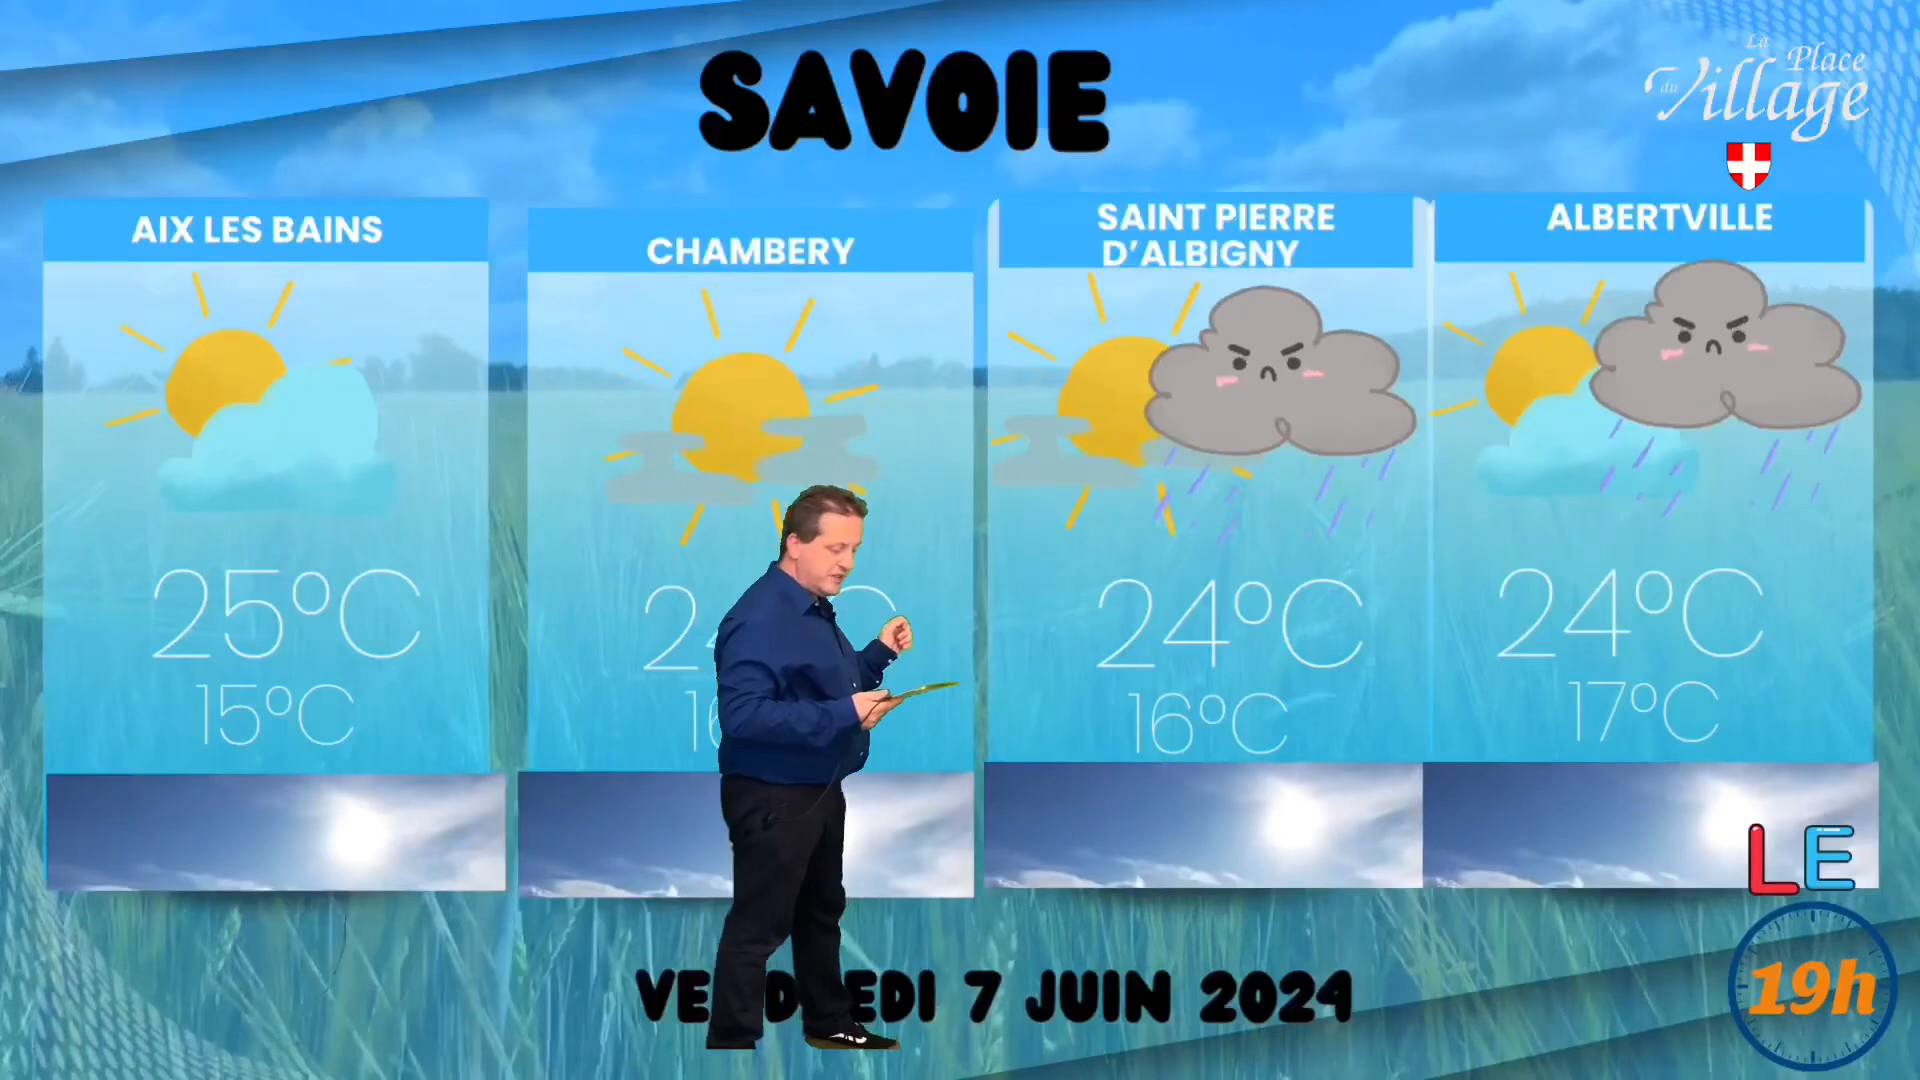 SAVOIE
La Place
du Village
AIX LES BAINS
CHAMBERY
SAINT PIERRE
D'ALBIGNY
ALBERTVILLE
25°C
24°C
24°C
15°C
16°C
17°C
LE
19h
7 JUIN 2024